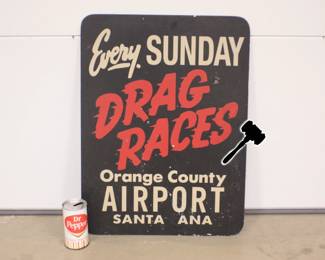 Every SUNDAY
DRAG
RACES
Orange County
AIRPORT
SANTA ANA
Dr
Pepper